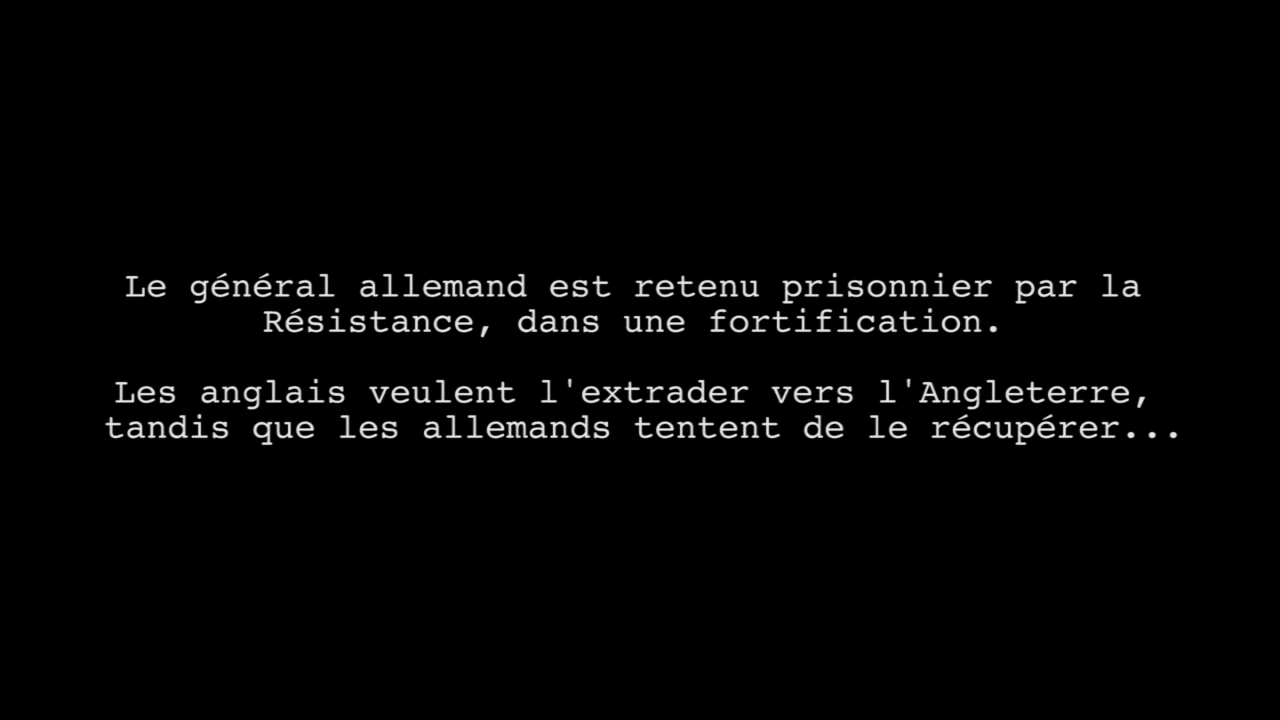 Le général allemand est retenu prisonnier par la
Résistance, dans une fortification.
Les anglais veulent l'extrader vers l'Angleterre,
tandis que les allemands tentent de le récupérer...